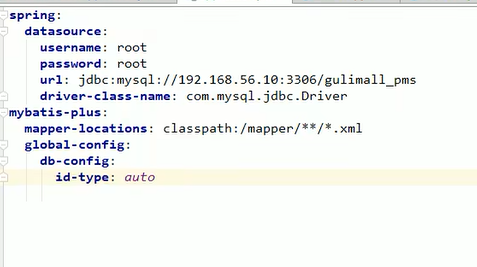 spring:
  datasource:
    username: root
    password: root
    url: jdbc:mysql://192.168.56.10:3306/gulimall_pms
    driver-class-name: com.mysql.jdbc.Driver
mybatis-plus:
  mapper-locations: classpath:/mapper/**/*.xml
  global-config:
    db-config:
      id-type: auto